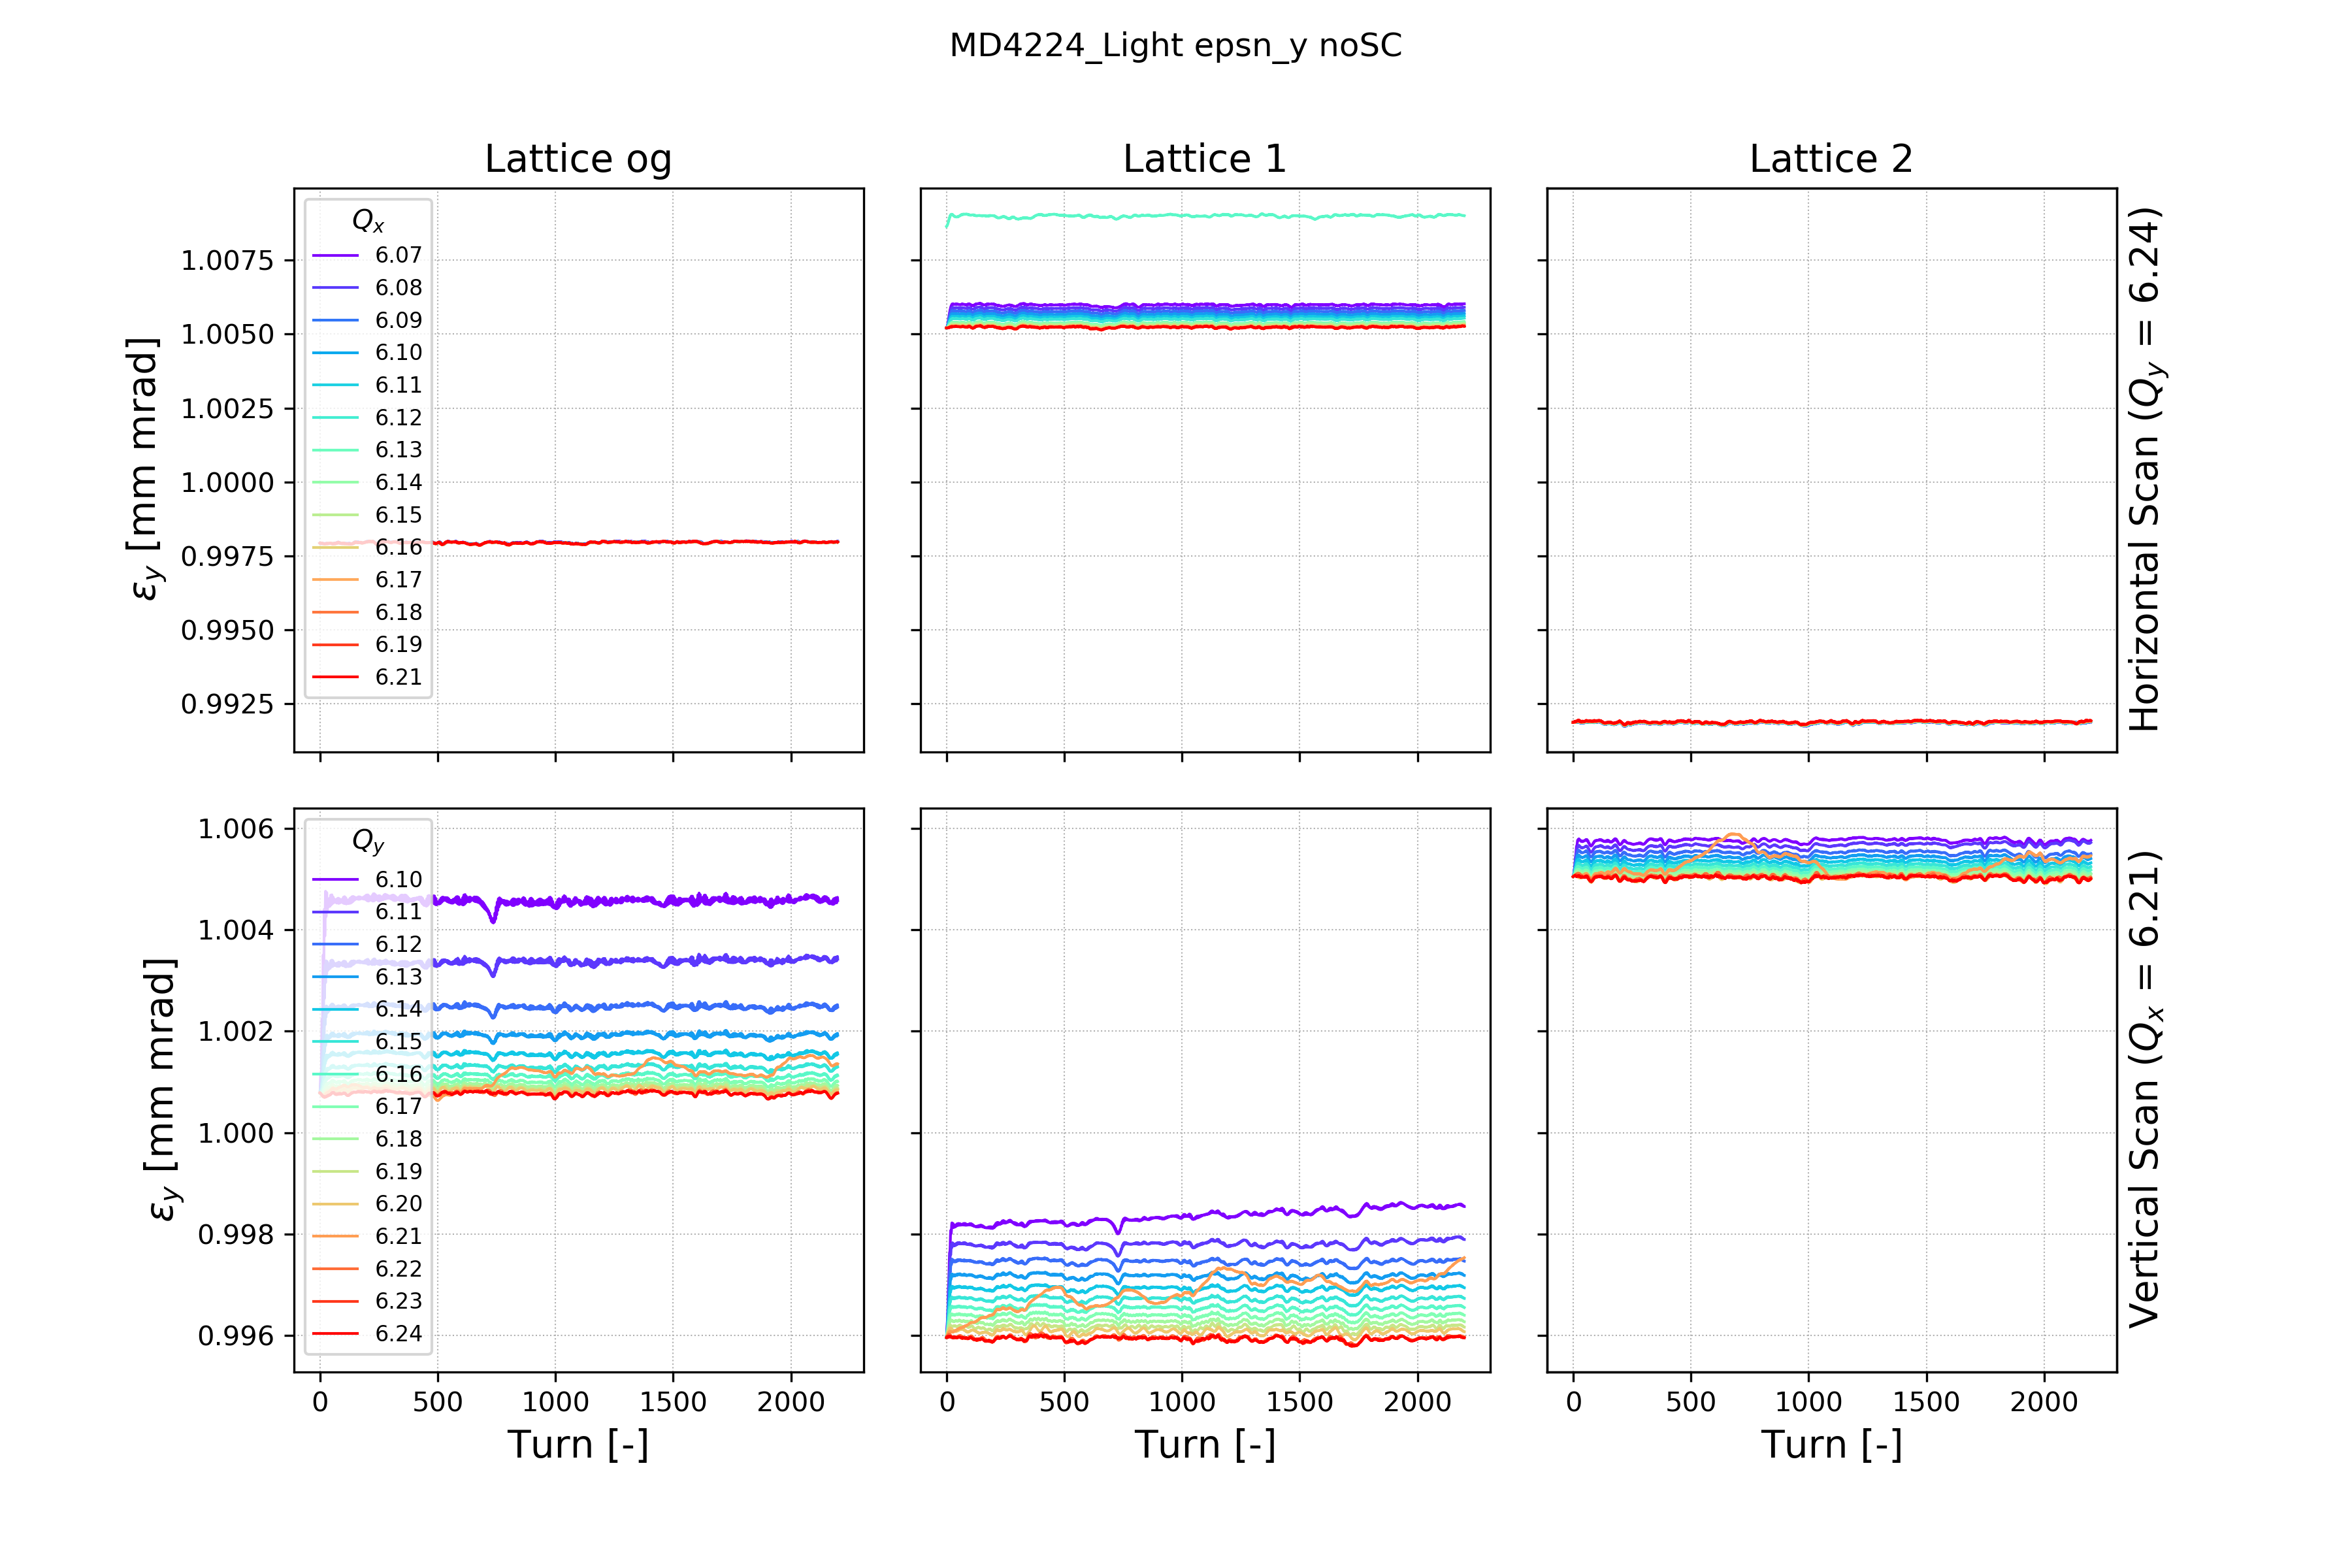 MD4224_Light epsn_y noSC
Lattice og
Lattice 1
Lattice 2
εy [mm mrad]
1.0075
1.0050
1.0025
1.0000
0.9975
0.9950
0.9925
Qx
6.07
6.08
6.09
6.10
6.11
6.12
6.13
6.14
6.15
6.16
6.17
6.18
6.19
6.21
Horizontal Scan (Qy = 6.24)
εy [mm mrad]
1.006
1.004
1.002
1.000
0.998
0.996
Qy
6.10
6.11
6.12
6.13
6.14
6.15
6.16
6.17
6.18
6.19
6.20
6.21
6.22
6.23
6.24
Vertical Scan (Qx = 6.21)
0 500 1000 1500 2000
0 500 1000 1500 2000
0 500 1000 1500 2000
Turn [-]
Turn [-]
Turn [-]